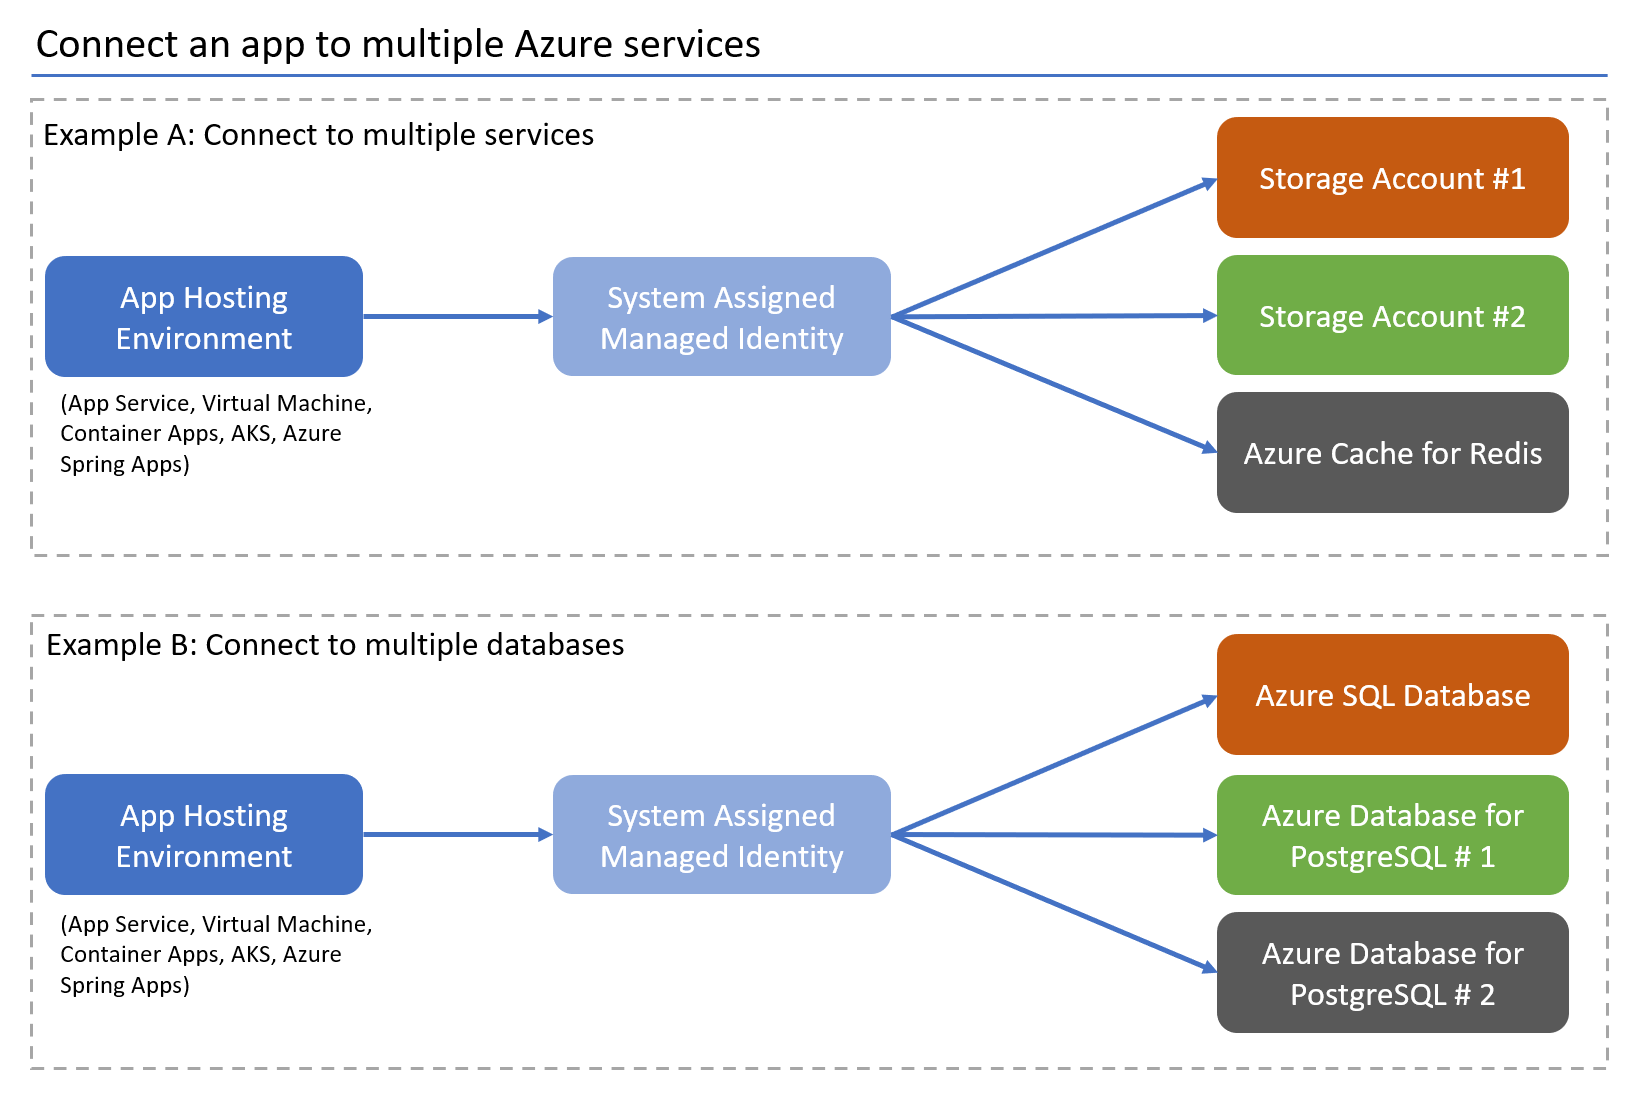 Connect an app to multiple Azure services
Example A: Connect to multiple services
App Hosting
Environment
(App Service, Virtual Machine,
Container Apps, AKS, Azure
Spring Apps)
System Assigned
Managed Identity
Storage Account #1
Storage Account #2
Azure Cache for Redis
Example B: Connect to multiple databases
App Hosting
Environment
(App Service, Virtual Machine,
Container Apps, AKS, Azure
Spring Apps)
System Assigned
Managed Identity
Azure SQL Database
Azure Database for
PostgreSQL # 1
Azure Database for
PostgreSQL # 2